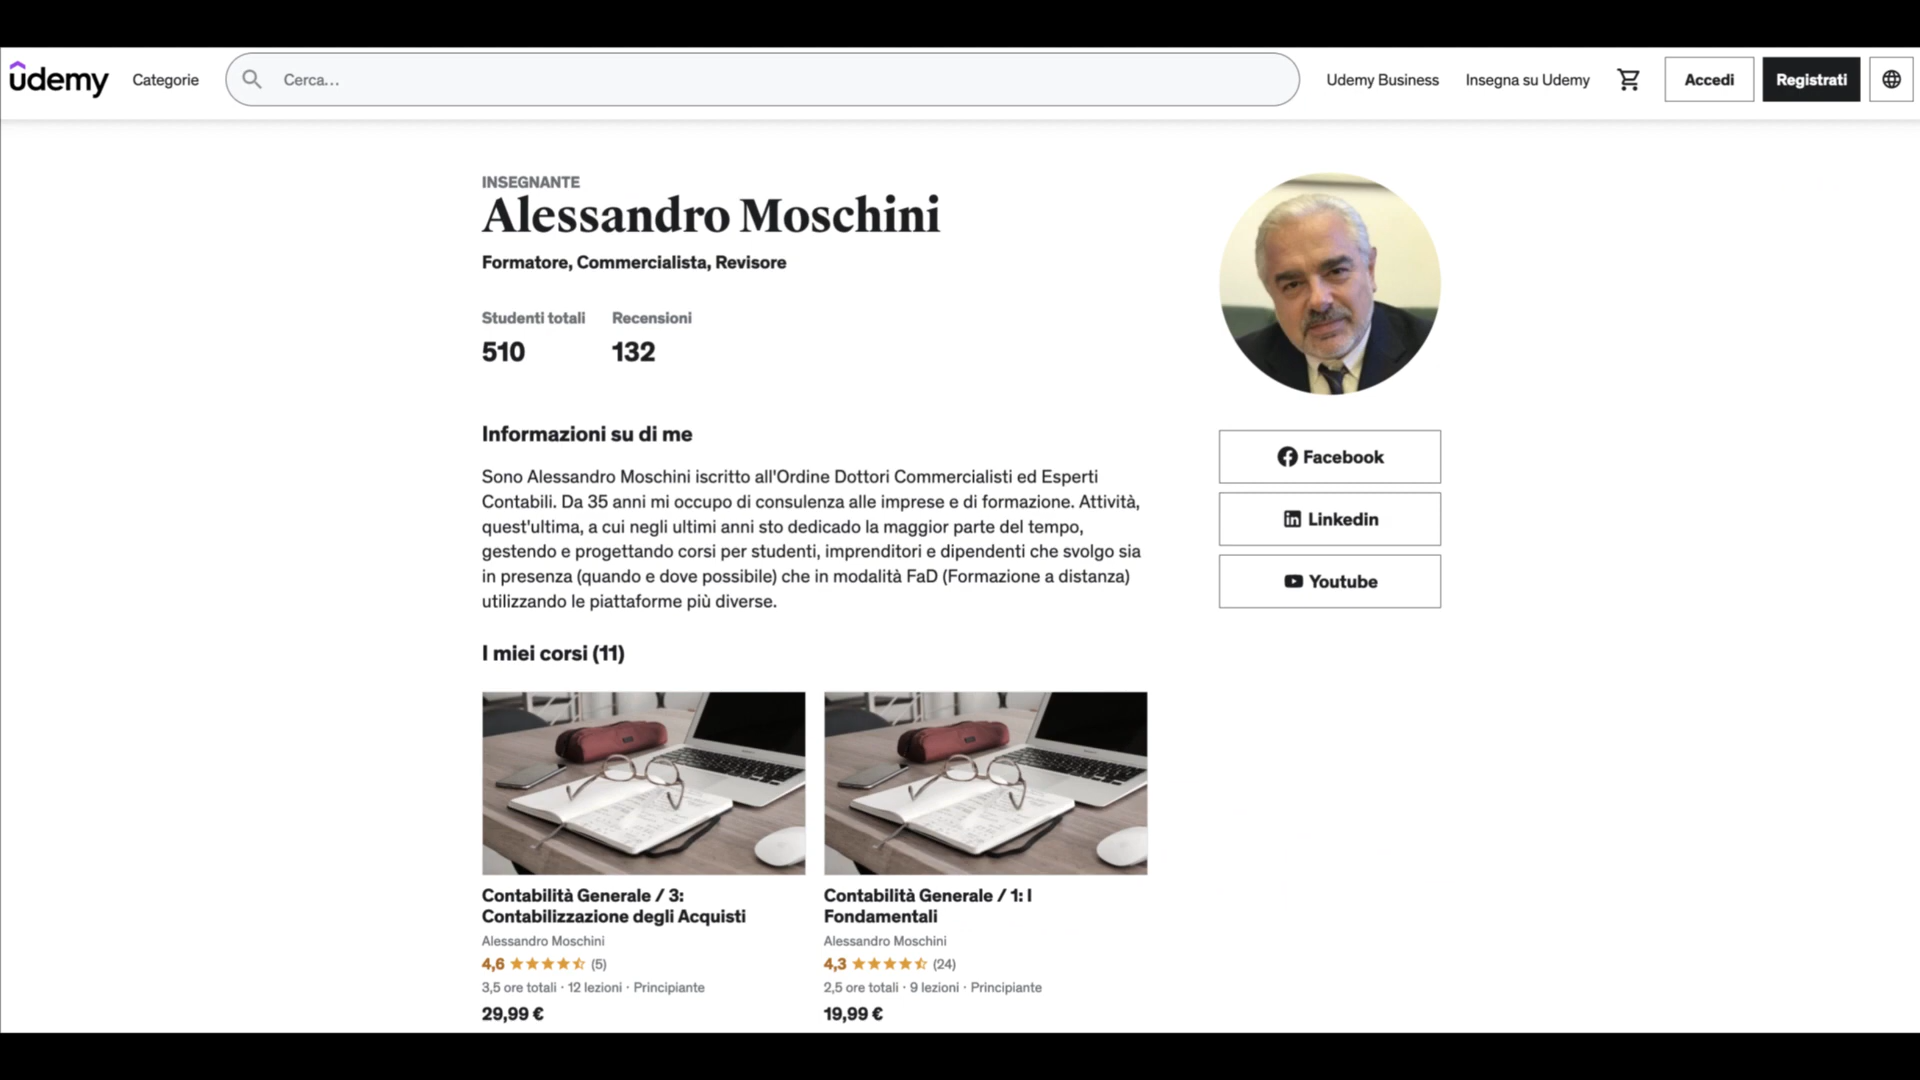 ûdemy
Categorie
Cerca...
Udemy Business
Insegna su Udemy
Accedi
Registrati
INSEGNANTE
Alessandro Moschini
Formatore, Commercialista, Revisore
Studenti totali
510
Recensioni
132
Informazioni su di me
Sono Alessandro Moschini iscritto all'Ordine Dottori Commercialisti ed Esperti
Contabili. Da 35 anni mi occupo di consulenza alle imprese e di formazione. Attività,
quest'ultima, a cui negli ultimi anni sto dedicado la maggior parte del tempo,
gestendo e progettando corsi per studenti, imprenditori e dipendenti che svolgo sia
in presenza (quando e dove possibile) che in modalità FaD (Formazione a distanza)
utilizzando le piattaforme più diverse.
Facebook
Linkedin
Youtube
I miei corsi (11)
Contabilità Generale / 3:
Contabilizzazione degli Acquisti
Alessandro Moschini
4,6 (5)
3,5 ore totali · 12 lezioni · Principiante
29,99 €
Contabilità Generale / 1: I
Fondamentali
Alessandro Moschini
4,3 (24)
2,5 ore totali · 9 lezioni · Principiante
19,99 €